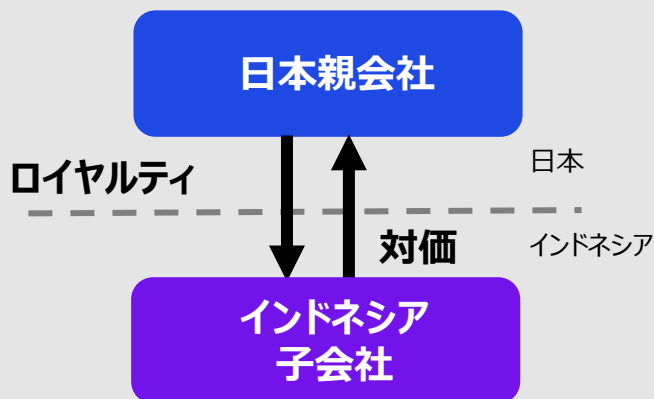 日本親会社
ロイヤルティ
日本
対価
インドネシア
インドネシア
子会社